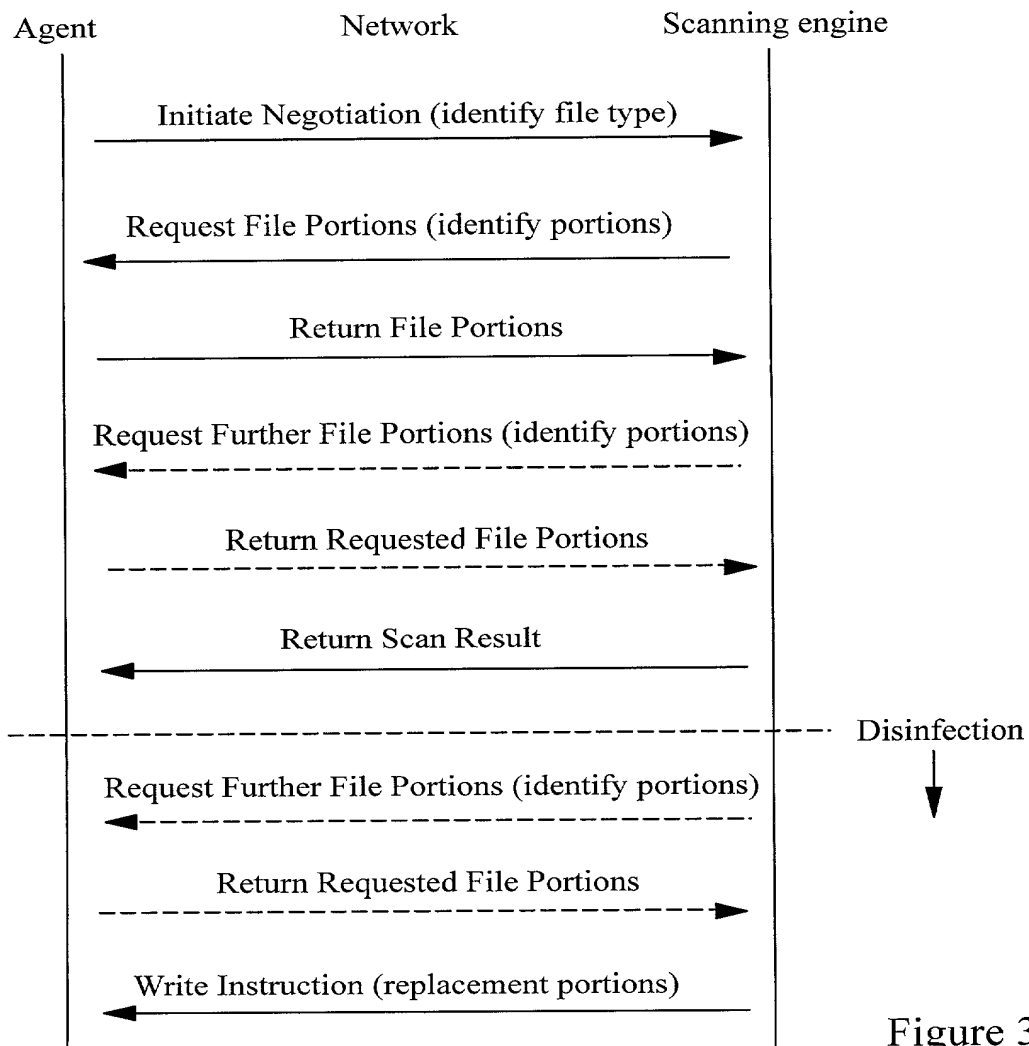 Agent Network Scanning engine
Initiate Negotiation (identify file type)
Request File Portions (identify portions)
Return File Portions
Request Further File Portions (identify portions)
Return Requested File Portions
Return Scan Result
Disinfection
Request Further File Portions (identify portions)
Return Requested File Portions
Write Instruction (replacement portions)
Figure 3